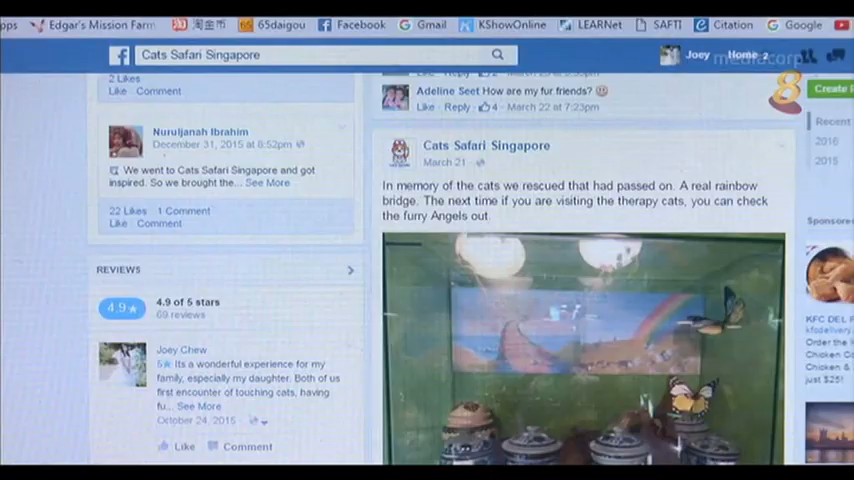 Edgar's Mission Farm
淘金币
65daigou
Facebook
Gmail
KShowOnline
LEARNet
SAFTI
Citation
Google
Cats Safari Singapore
Joey
Home 2
mediacorp
8
2 Likes
Like · Comment
Nuruljanah Ibrahim
December 31, 2015 at 8:52pm
We went to Cats Safari Singapore and got
inspired. So we brought the... See More
22 Likes 1 Comment
Like · Comment
REVIEWS
4.9★
4.9 of 5 stars
69 reviews
Joey Chew
5★ Its a wonderful experience for my
family, especially my daughter. Both of us
first encounter of touching cats, having
fu... See More
October 24, 2015
Like Comment
Adeline Seet How are my fur friends?
Like · Reply · 4 · March 22 at 7:23pm
Cats Safari Singapore
March 21
In memory of the cats we rescued that had passed on. A real rainbow
bridge. The next time if you are visiting the therapy cats, you can check
the furry Angels out.
Create
Recent
2016
2015
Sponsored
KFC DEL
kfcdelivery
Order the
Chicken
Chicken &
just $25!